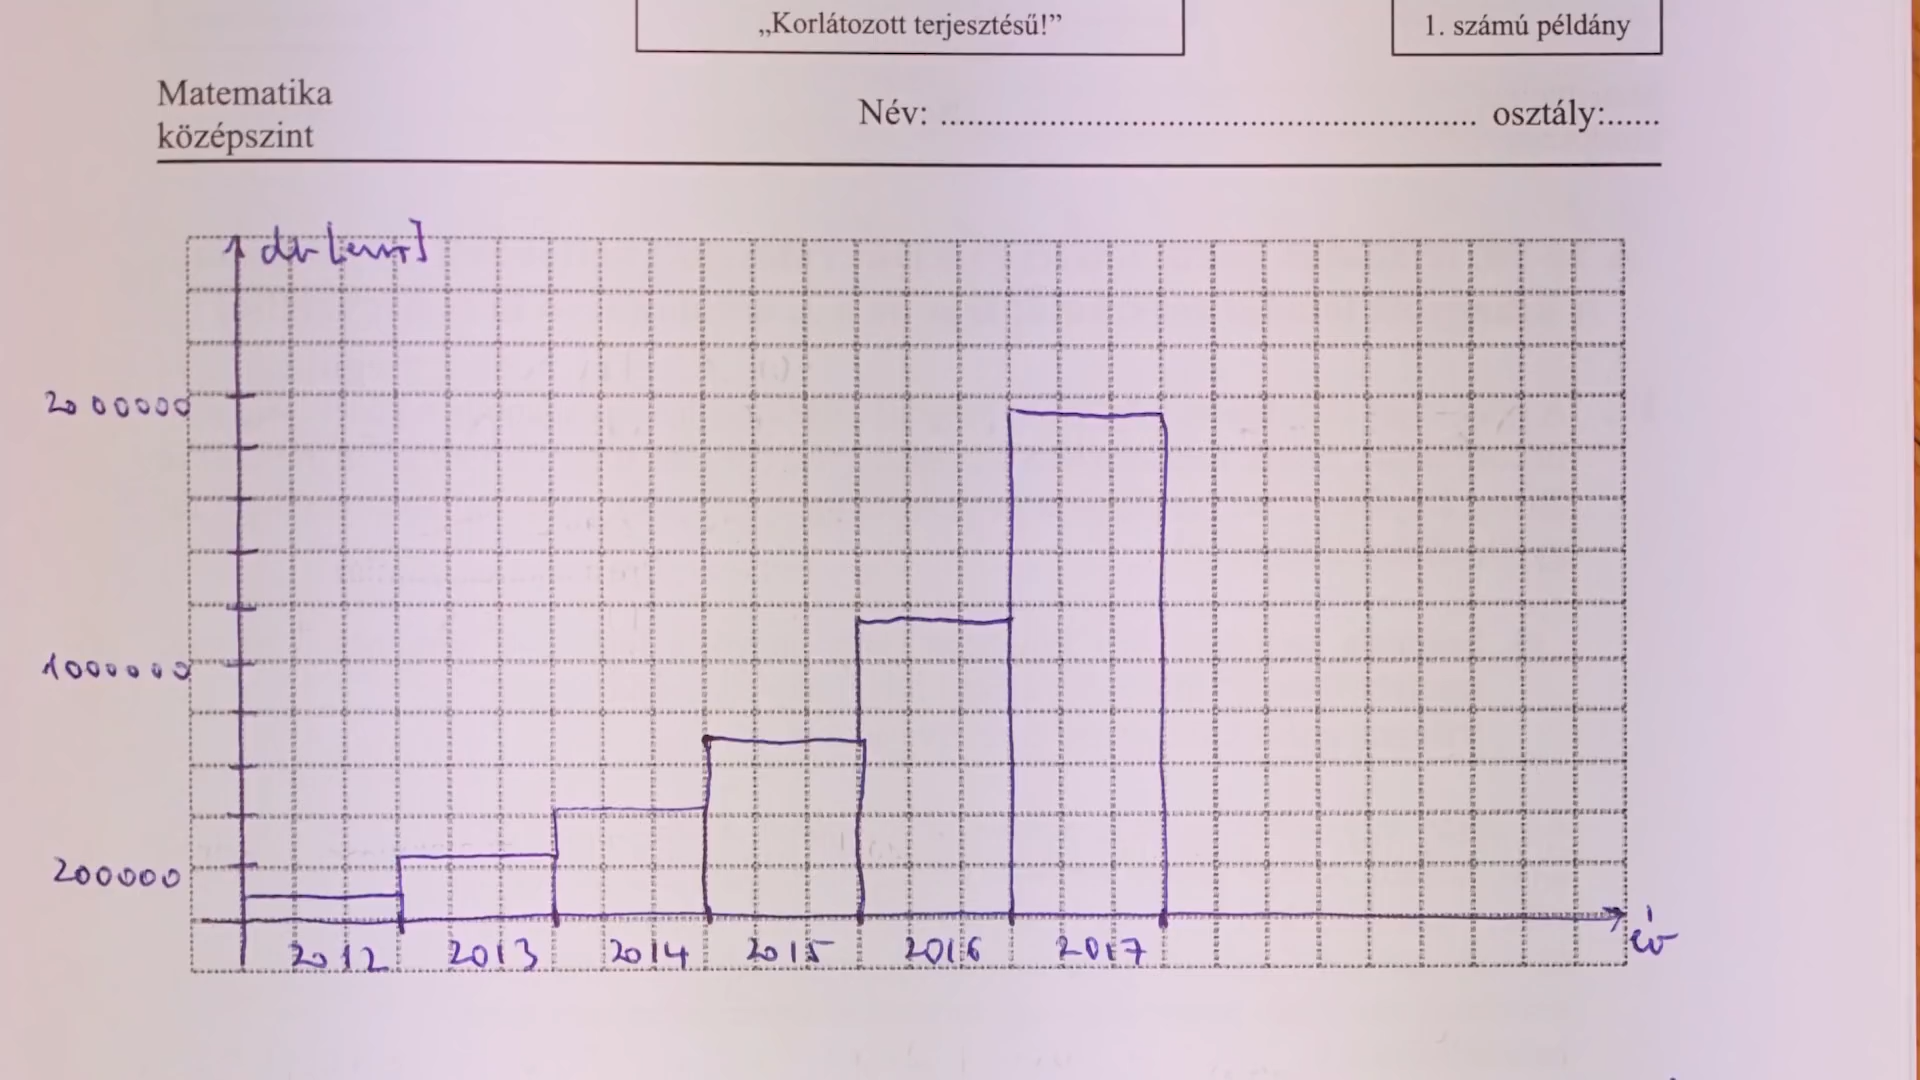 „Korlátozott terjesztésű!”
1. számú példány
Matematika
középszint
Név: ........................................................................... osztály:......
2000000
1000000
200000
2012 2013 2014 2015 2016 2017
év